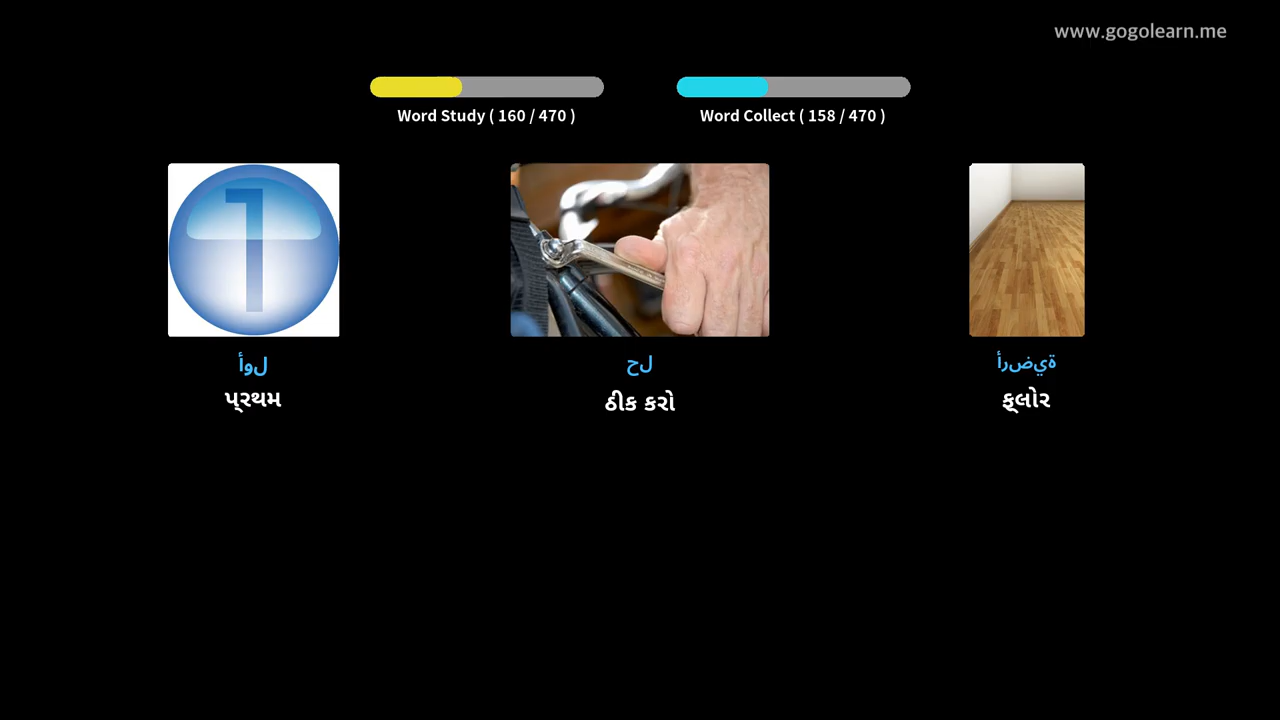 www.gogolearn.me
Word Study ( 160 / 470 )
Word Collect ( 158 / 470 )
أول
પ્રથમ
حل
ઠીક કરો
أرضية
ફ્લોર